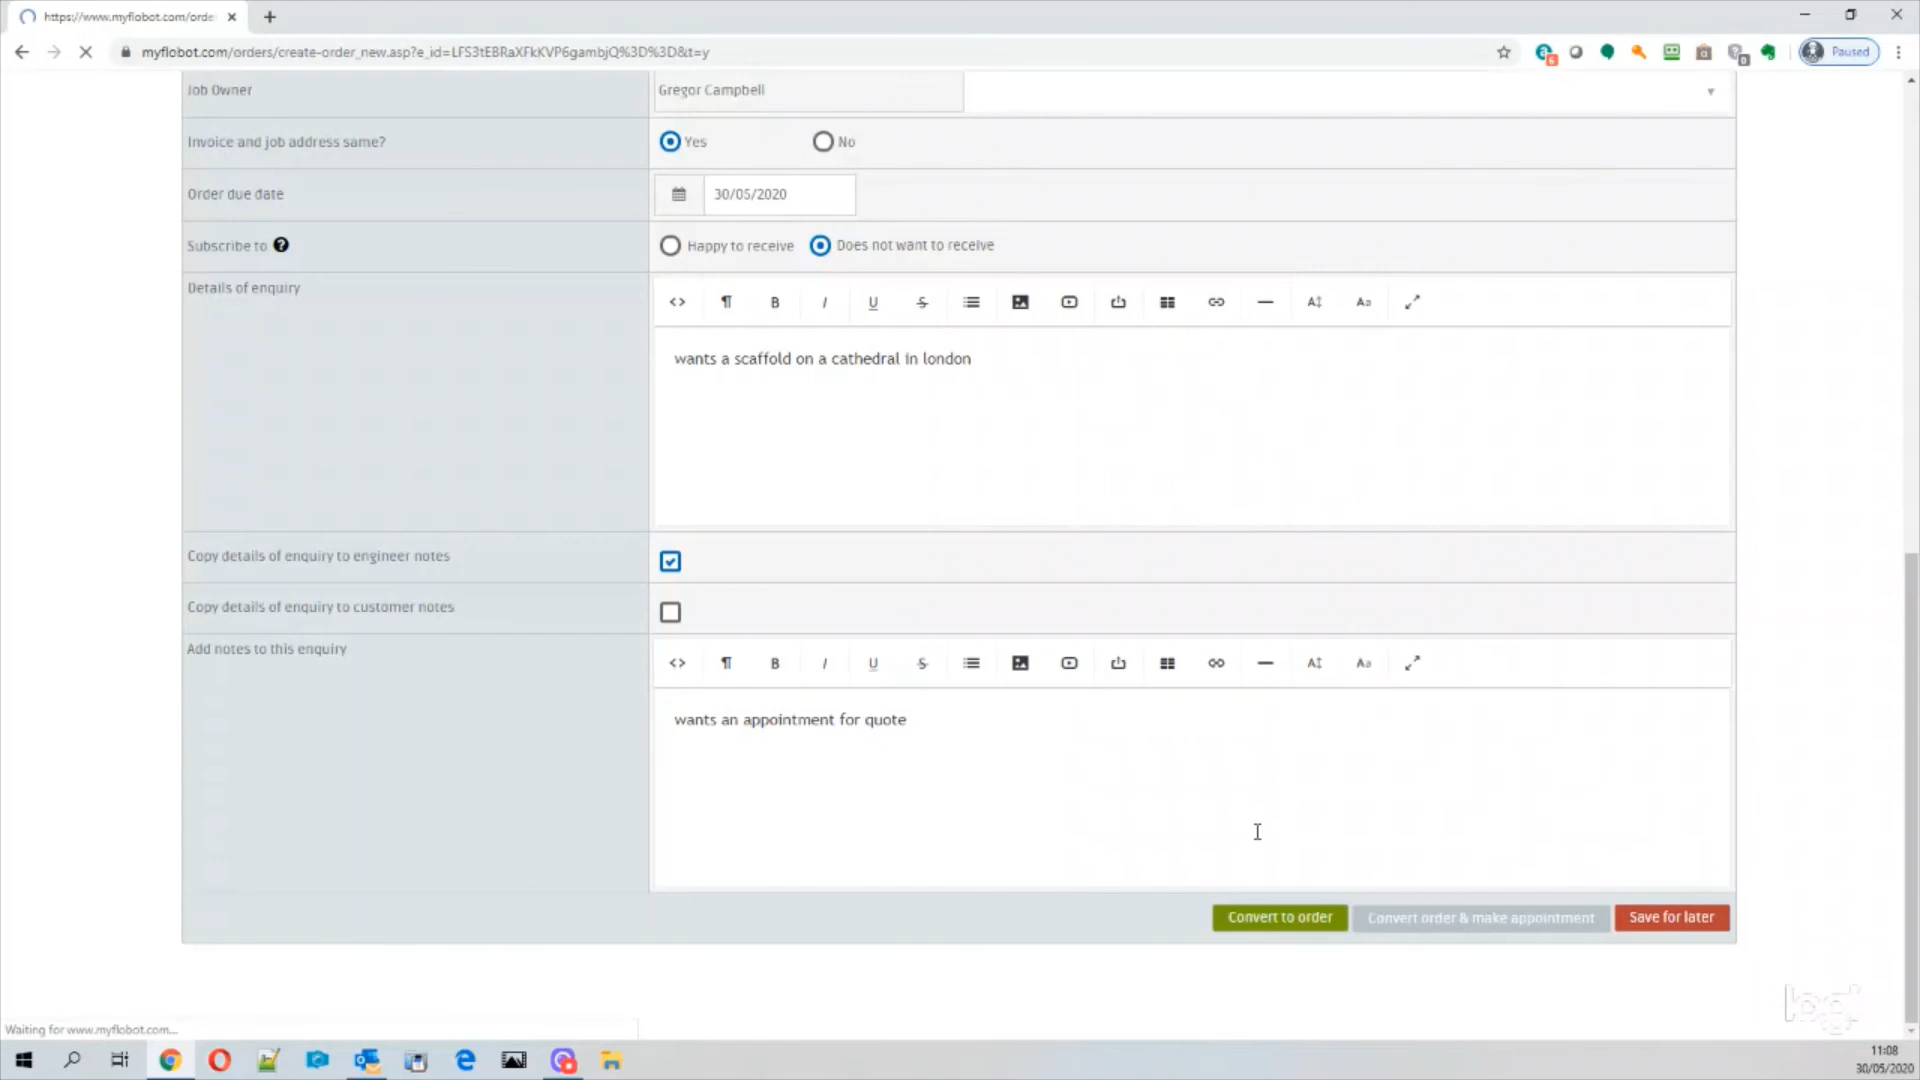 https://www.myflobot.com/orde
myflobot.com/orders/create-order_new.asp?e_id=LFS3tEBRaXFkKVP6gambjQ%3D%3D&t=y
6
0
Paused
Job Owner
Gregor Campbell
Invoice and job address same?
Yes
No
Order due date
30/05/2020
Subscribe to
Happy to receive
Does not want to receive
Details of enquiry
wants a scaffold on a cathedral in london
Copy details of enquiry to engineer notes
Copy details of enquiry to customer notes
Add notes to this enquiry
wants an appointment for quote
Convert to order
Convert order & make appointment
Save for later
Waiting for www.myflobot.com...
11:08
30/05/2020